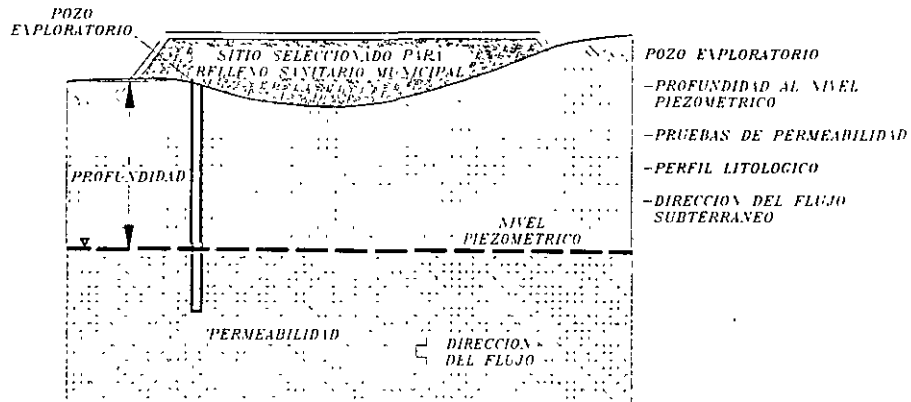 POZO
EXPLORATORIO
SITIO SELECCIONADO PARA
RELLENO SANITARIO MUNICIPAL
PROFUNDIDAD
NIVEL
PIEZOMETRICO
PERMEABILIDAD
DIRECCION
DEL FLUJO
POZO EXPLORATORIO
-PROFUNDIDAD AL NIVEL
PIEZOMETRICO
-PRUEBAS DE PERMEABILIDAD
-PERFIL LITOLOGICO
-DIRECCION DEL FLUJO
SUBTERRANEO